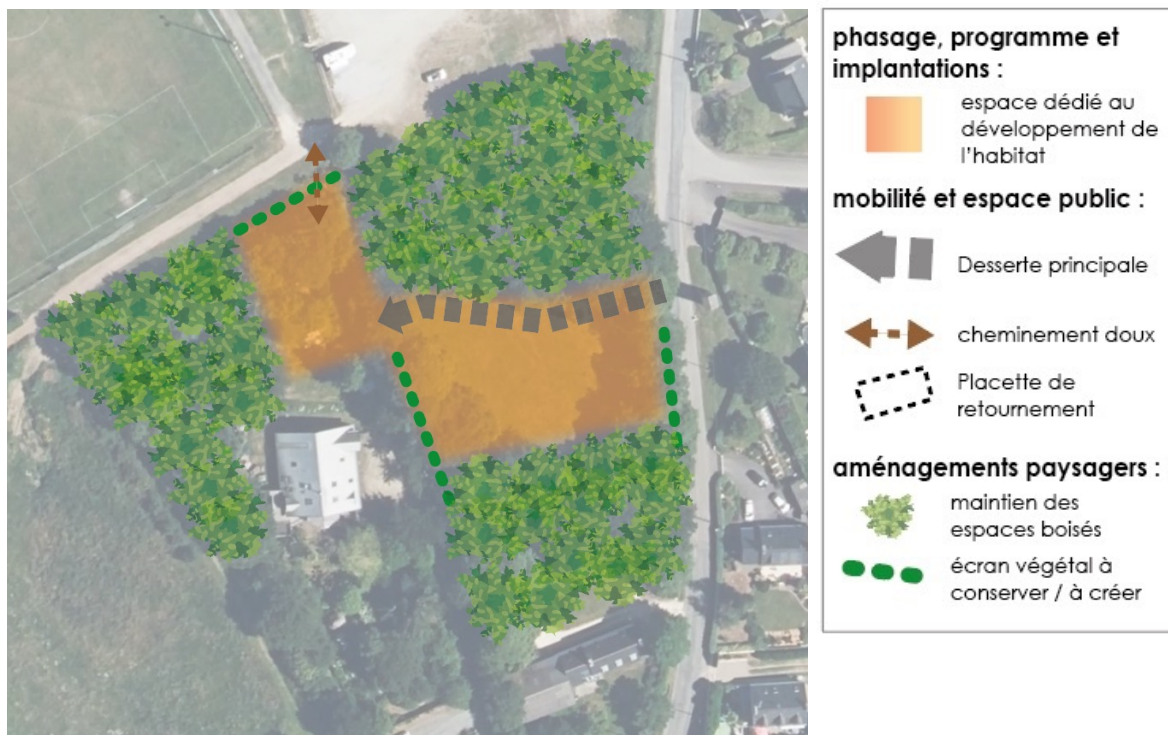 phasage, programme et
implantations :
espace dédié au
développement de
l'habitat
mobilité et espace public :
Desserte principale
cheminement doux
Placette de
retournement
aménagements paysagers :
maintien des
espaces boisés
écran végétal à
conserver / à créer